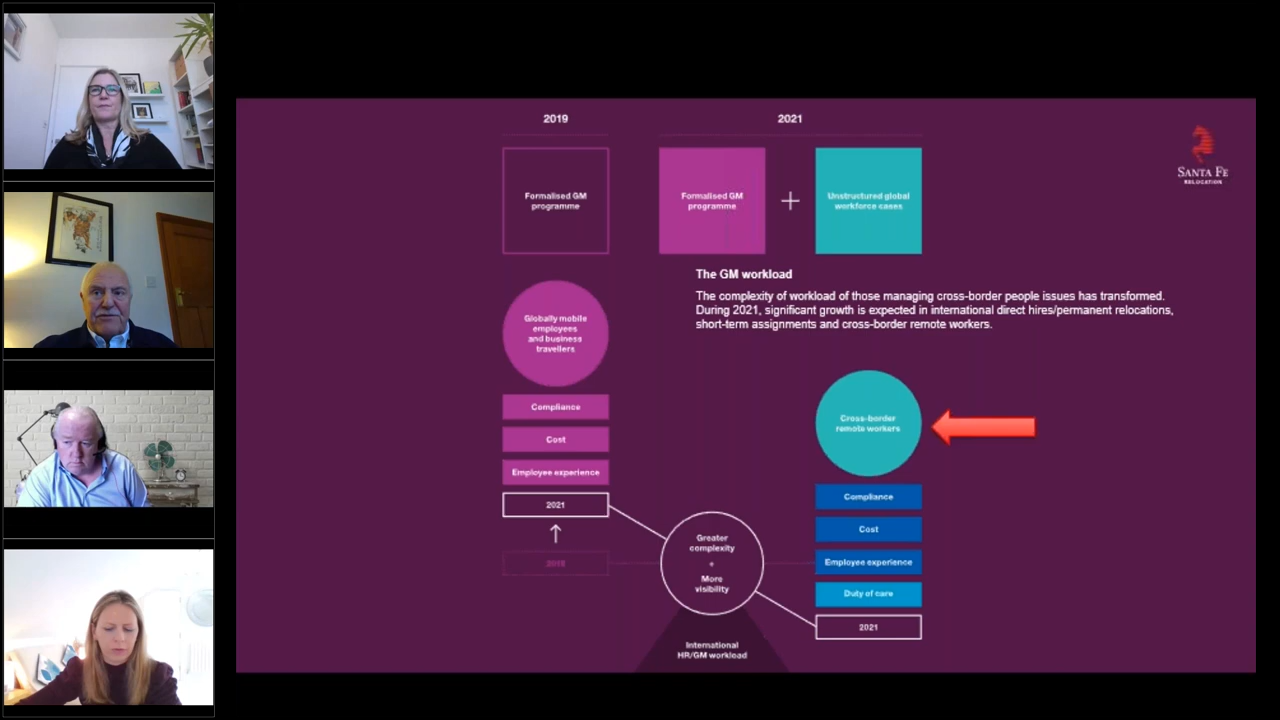 2019
2021
Formalised GM
programme
Formalised GM
programme
+
Unstructured global
workforce cases
SANTA FE
RELOCATION
The GM workload
The complexity of workload of those managing cross-border people issues has transformed.
During 2021, significant growth is expected in international direct hires/permanent relocations,
short-term assignments and cross-border remote workers.
Globally mobile
employees
and business
travellers
Compliance
Cost
Employee experience
2021
2019
Cross-border
remote workers
Compliance
Cost
Employee experience
Duty of care
2021
Greater
complexity
+
More
visibility
International
HR/GM workload